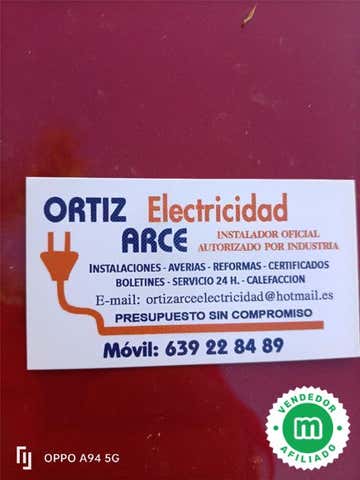 ORTIZ Electricidad
ARCE INSTALADOR OFICIAL
AUTORIZADO POR INDUSTRIA
INSTALACIONES - AVERIAS - REFORMAS - CERTIFICADOS
BOLETINES - SERVICIO 24 H. - CALEFACCION
E-mail: ortizarceelectricidad@hotmail.es
PRESUPUESTO SIN COMPROMISO
Móvil: 639 22 84 89
VENDEDOR
m
AFILIADO
OPPO A94 5G